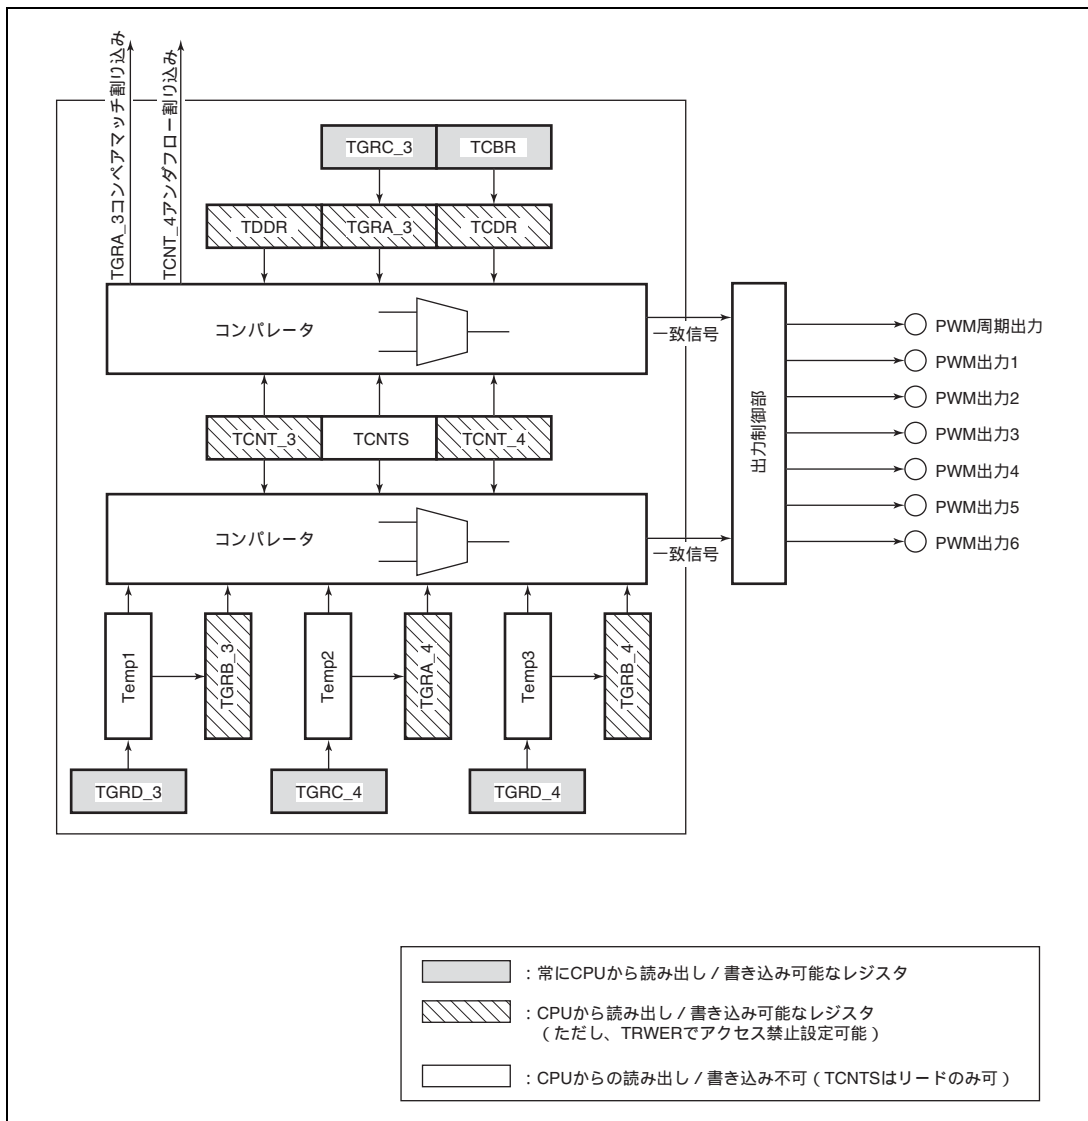 TGRA_3コンペアマッチ割り込み
TCNT_4アンダフロー割り込み
TGRC_3
TCBR
TDDR
TGRA_3
TCDR
コンパレータ
一致信号
TCNT_3
TCNTS
TCNT_4
コンパレータ
一致信号
出力制御部
PWM周期出力
PWM出力1
PWM出力2
PWM出力3
PWM出力4
PWM出力5
PWM出力6
Temp1
TGRB_3
Temp2
TGRA_4
Temp3
TGRB_4
TGRD_3
TGRC_4
TGRD_4
：常にCPUから読み出し / 書き込み可能なレジスタ
：CPUから読み出し / 書き込み可能なレジスタ
（ただし、TRWERでアクセス禁止設定可能）
：CPUからの読み出し / 書き込み不可（TCNTSはリードのみ可）